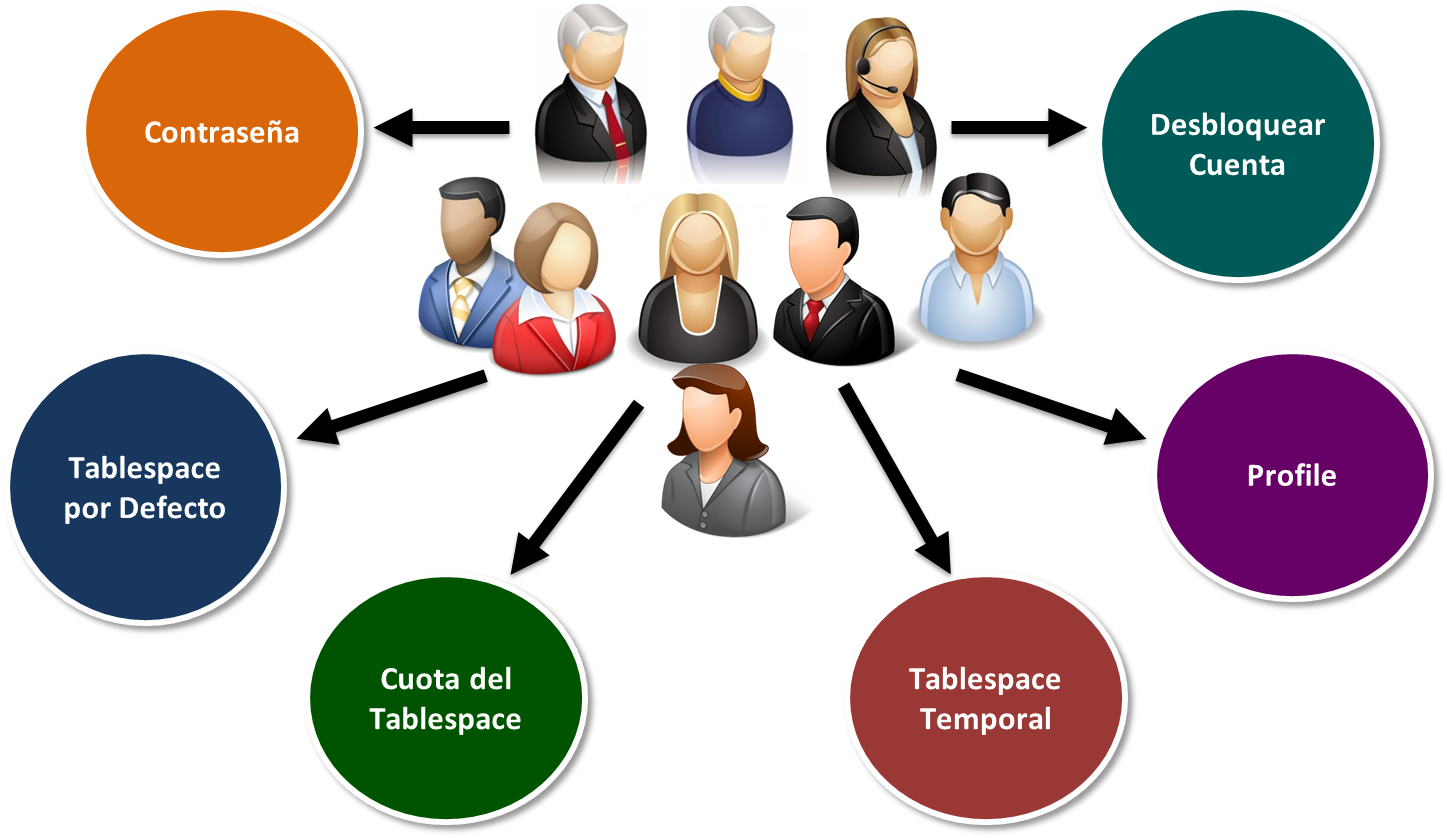 Contraseña
Desbloquear
Cuenta
Tablespace
por Defecto
Profile
Cuota del
Tablespace
Tablespace
Temporal